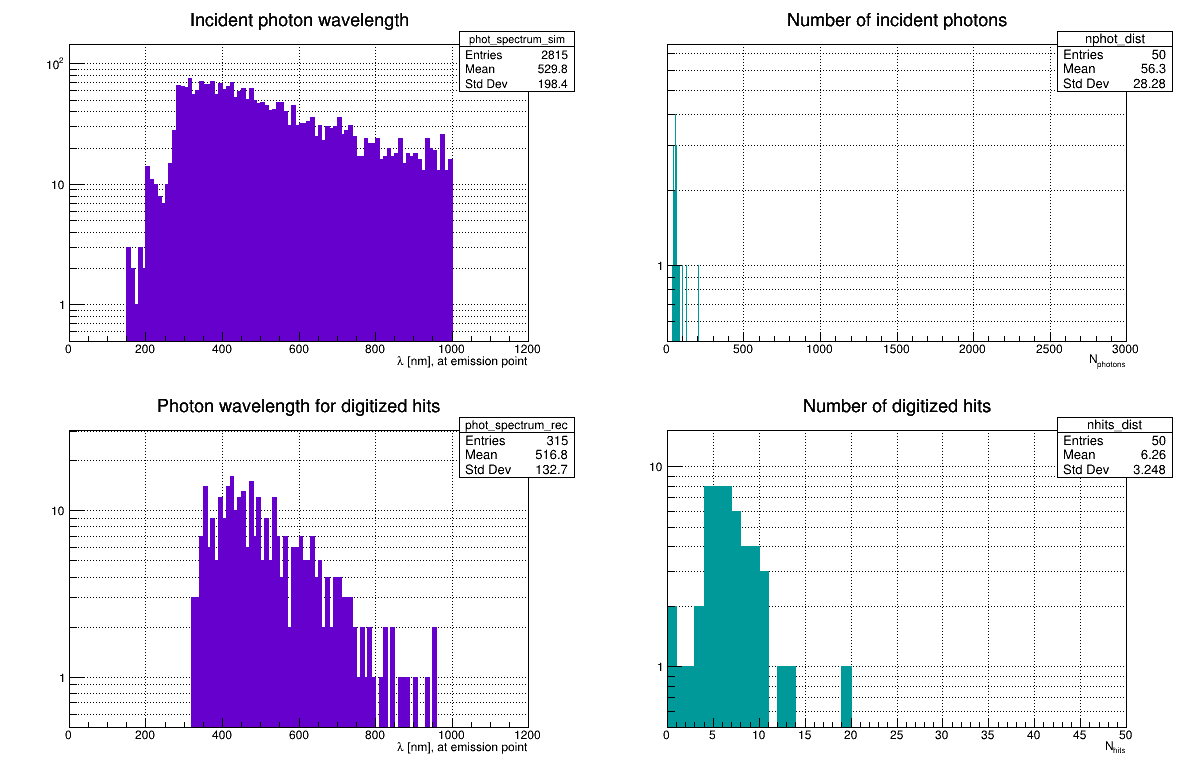 Incident photon wavelength
phot_spectrum_sim
Entries 2815
Mean 529.8
Std Dev 198.4
10²
10
1
0 200 400 600 800 1000 1200
λ [nm], at emission point
Number of incident photons
nphot_dist
Entries 50
Mean 56.3
Std Dev 28.28
1
0 500 1000 1500 2000 2500 3000
Nphotons
Photon wavelength for digitized hits
phot_spectrum_rec
Entries 315
Mean 516.8
Std Dev 132.7
10
1
0 200 400 600 800 1000 1200
λ [nm], at emission point
Number of digitized hits
nhits_dist
Entries 50
Mean 6.26
Std Dev 3.248
10
1
0 5 10 15 20 25 30 35 40 45 50
Nhits